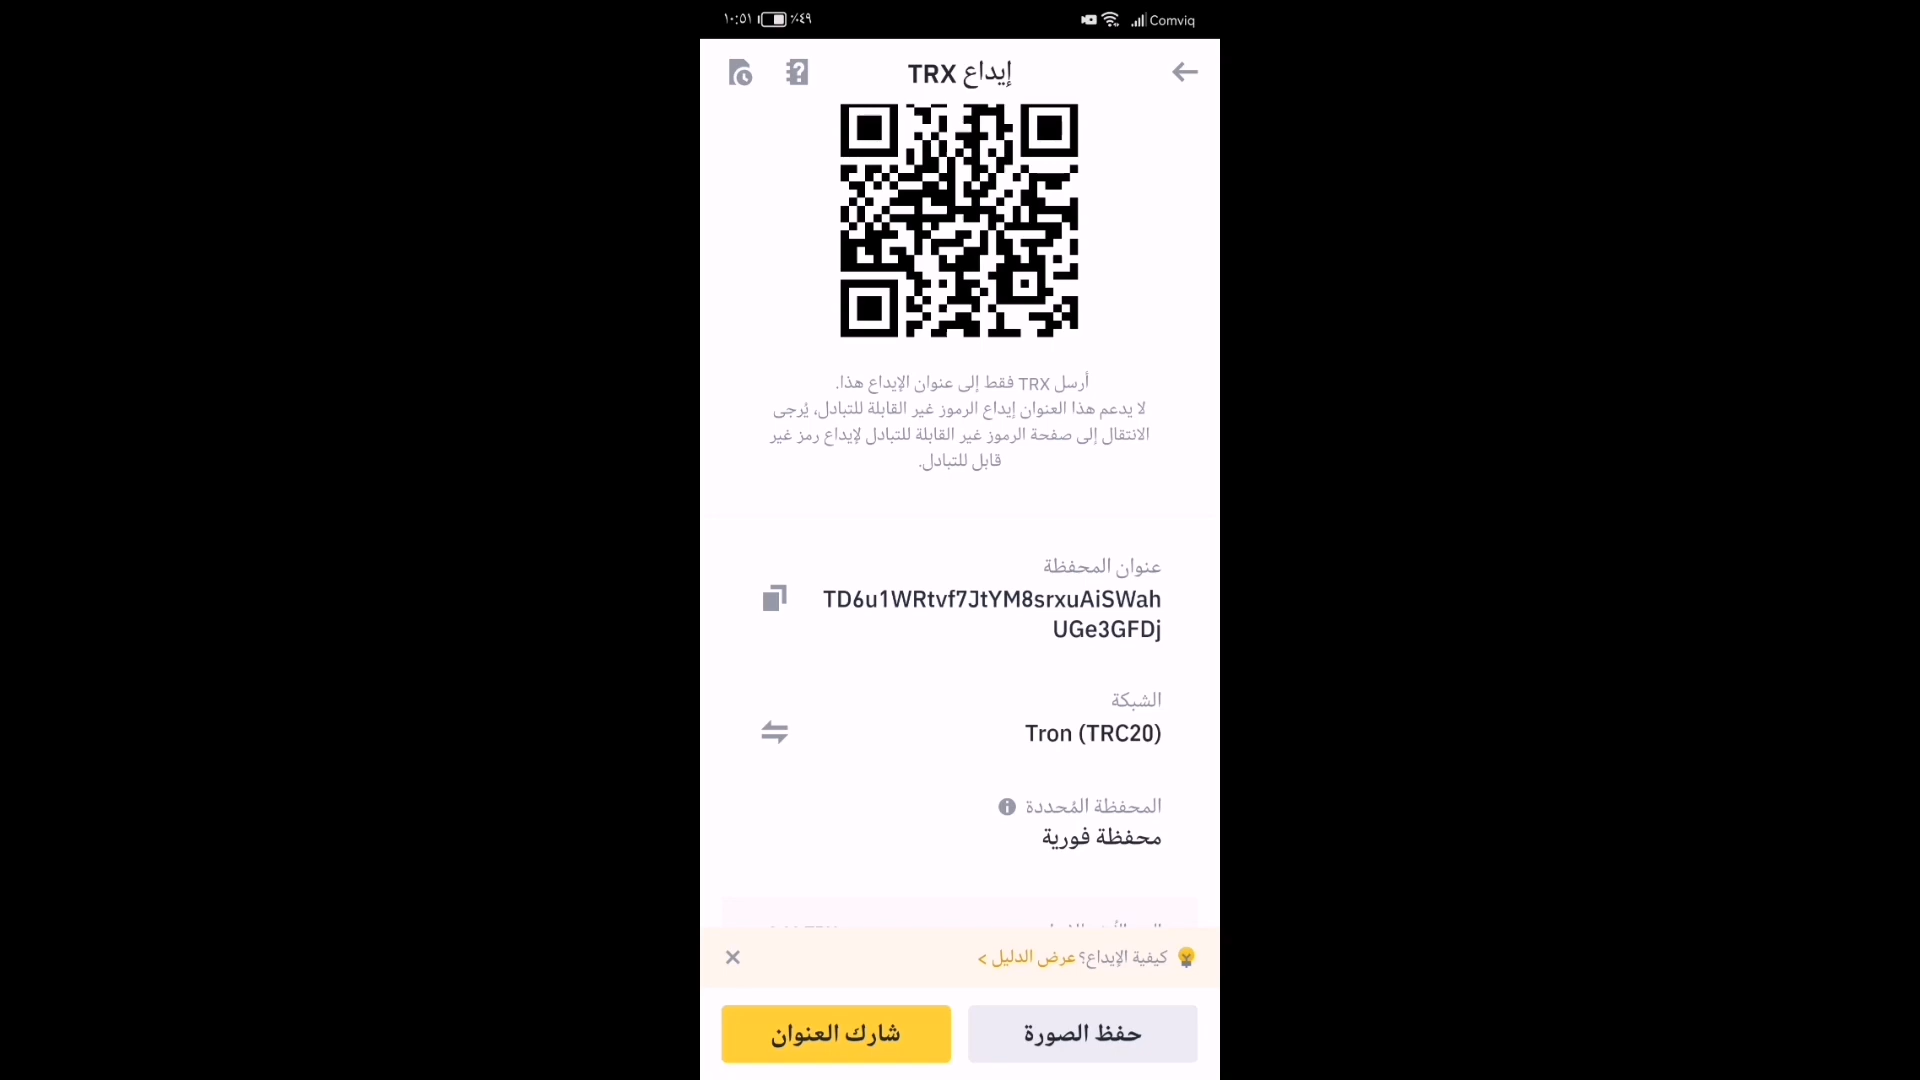 ١٠:٥١ ٪٤٩ Comviq
إيداع TRX
أرسل TRX فقط إلى عنوان الإيداع هذا.
لا يدعم هذا العنوان إيداع الرموز غير القابلة للتبادل، يُرجى
الانتقال إلى صفحة الرموز غير القابلة للتبادل لإيداع رمز غير
قابل للتبادل.
عنوان المحفظة
TD6u1WRtvf7JtYM8srxuAiSWah
UGe3GFDj
الشبكة
Tron (TRC20)
المحفظة المُحددة
محفظة فورية
كيفية الإيداع؟ عرض الدليل >
حفظ الصورة
شارك العنوان